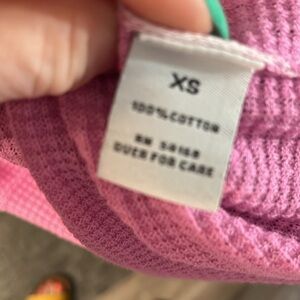 XS
100% COTTON
RN 54168
OVER FOR CARE